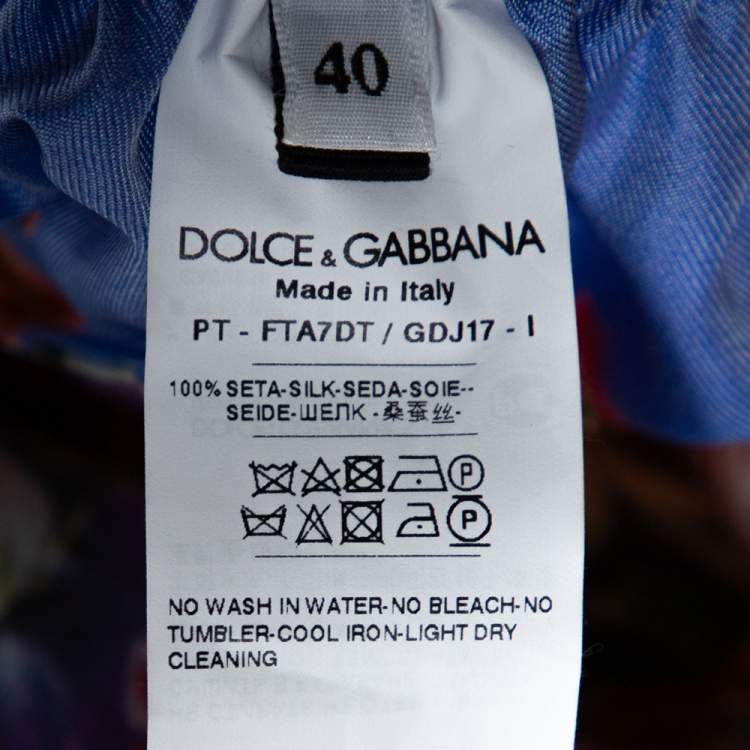 40
DOLCE & GABBANA
Made in Italy
PT - FTA7DT / GDJ17 - I
100% SETA-SILK-SEDA-SOIE--
SEIDE-ШЕЛК -桑蚕丝-
P
P
NO WASH IN WATER-NO BLEACH-NO
TUMBLER-COOL IRON-LIGHT DRY
CLEANING